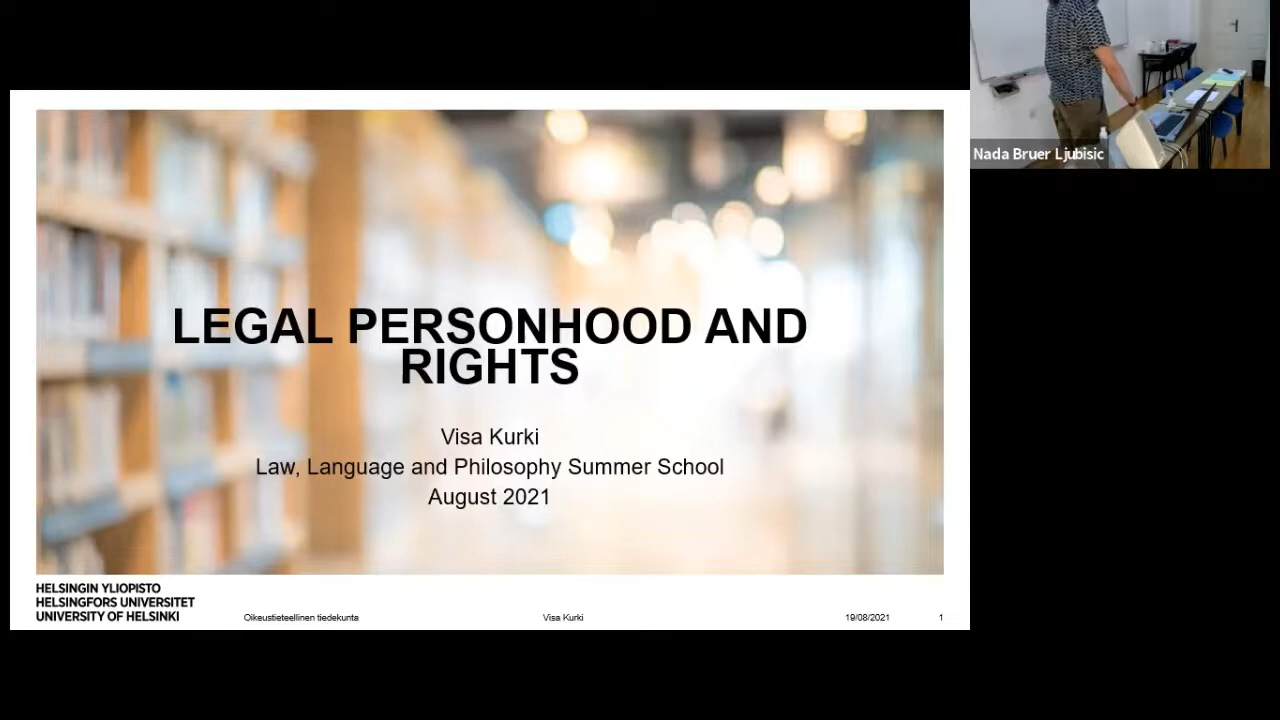 LEGAL PERSONHOOD AND
RIGHTS
Visa Kurki
Law, Language and Philosophy Summer School
August 2021
HELSINGIN YLIOPISTO
HELSINGFORS UNIVERSITET
UNIVERSITY OF HELSINKI
Oikeustieteellinen tiedekunta
Visa Kurki
19/08/2021
1
Nada Bruer Ljubisic